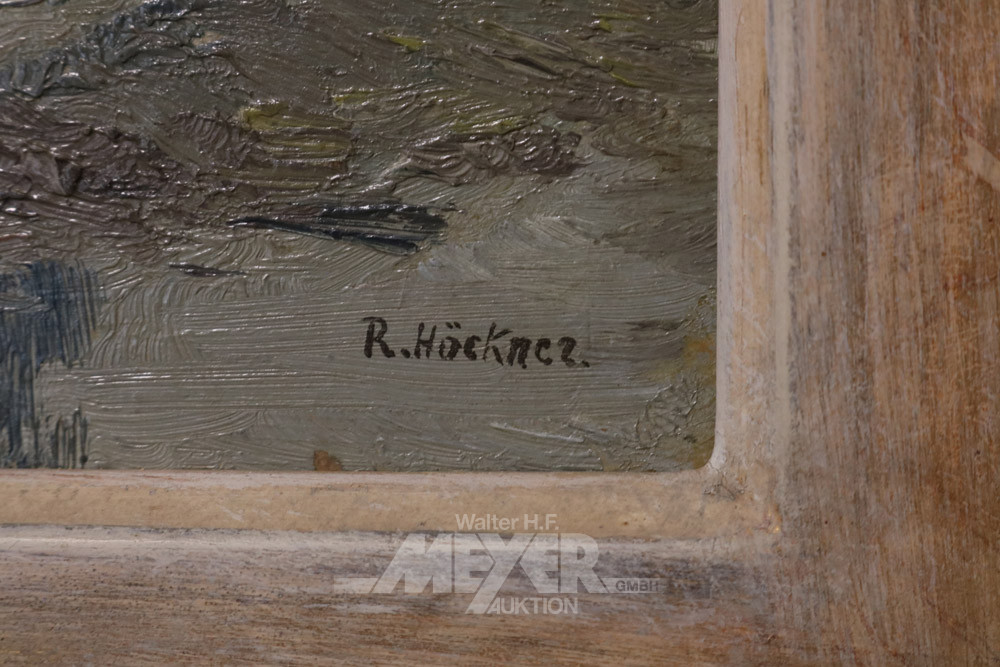 R. Höckner.
Walter H.F.
MEYER
GMBH
AUKTION